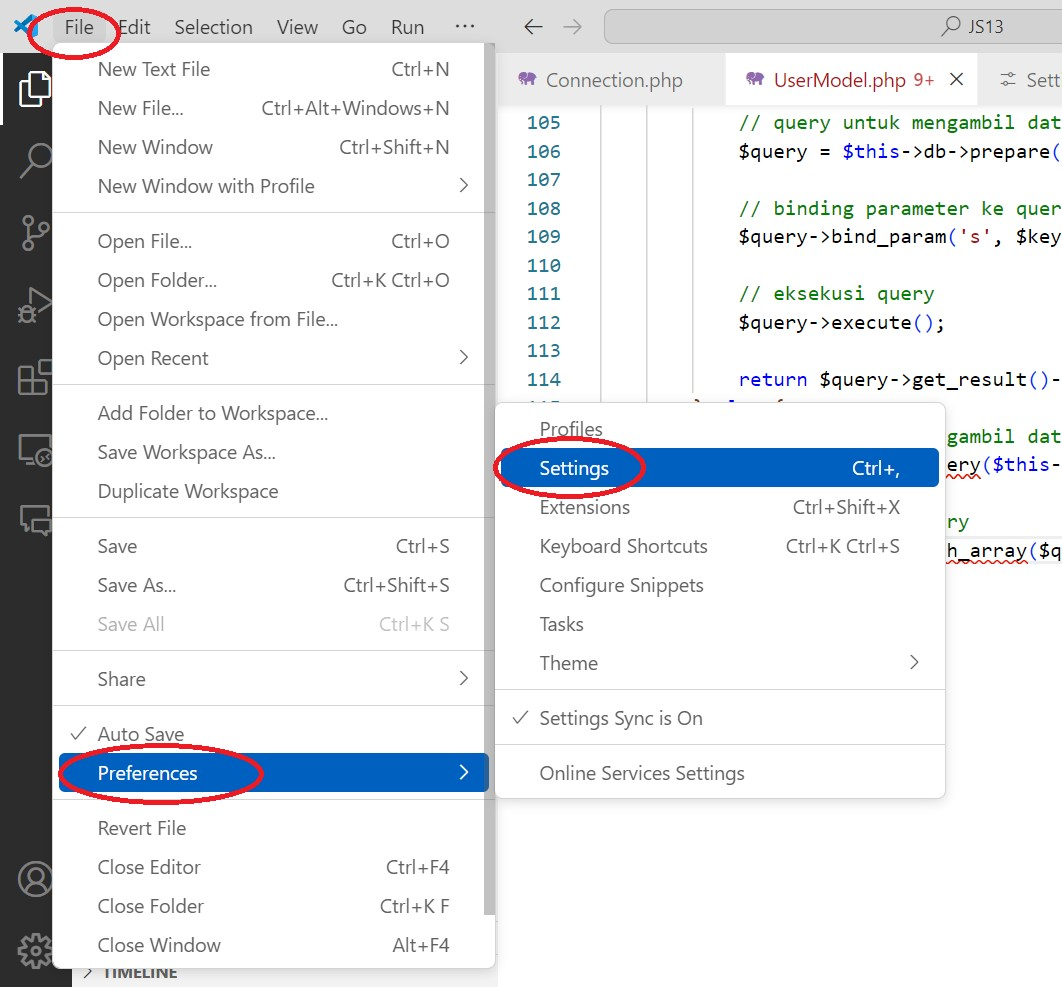 File Edit Selection View Go Run ···
JS13
New Text File Ctrl+N
New File... Ctrl+Alt+Windows+N
New Window Ctrl+Shift+N
New Window with Profile
Open File... Ctrl+O
Open Folder... Ctrl+K Ctrl+O
Open Workspace from File...
Open Recent
Add Folder to Workspace...
Save Workspace As...
Duplicate Workspace
Save Ctrl+S
Save As... Ctrl+Shift+S
Save All Ctrl+K S
Share
Auto Save
Preferences
Revert File
Close Editor Ctrl+F4
Close Folder Ctrl+K F
Close Window Alt+F4
TIMELINE
Profiles
Settings Ctrl+,
Extensions Ctrl+Shift+X
Keyboard Shortcuts Ctrl+K Ctrl+S
Configure Snippets
Tasks
Theme
Settings Sync is On
Online Services Settings
Connection.php UserModel.php 9+ Sett
105 // query untuk mengambil dat
106 $query = $this->db->prepare(
107
108 // binding parameter ke quer
109 $query->bind_param('s', $key
110
111 // eksekusi query
112 $query->execute();
113
114 return $query->get_result()-
gambil dat
ery($this-
ry
h_array($q